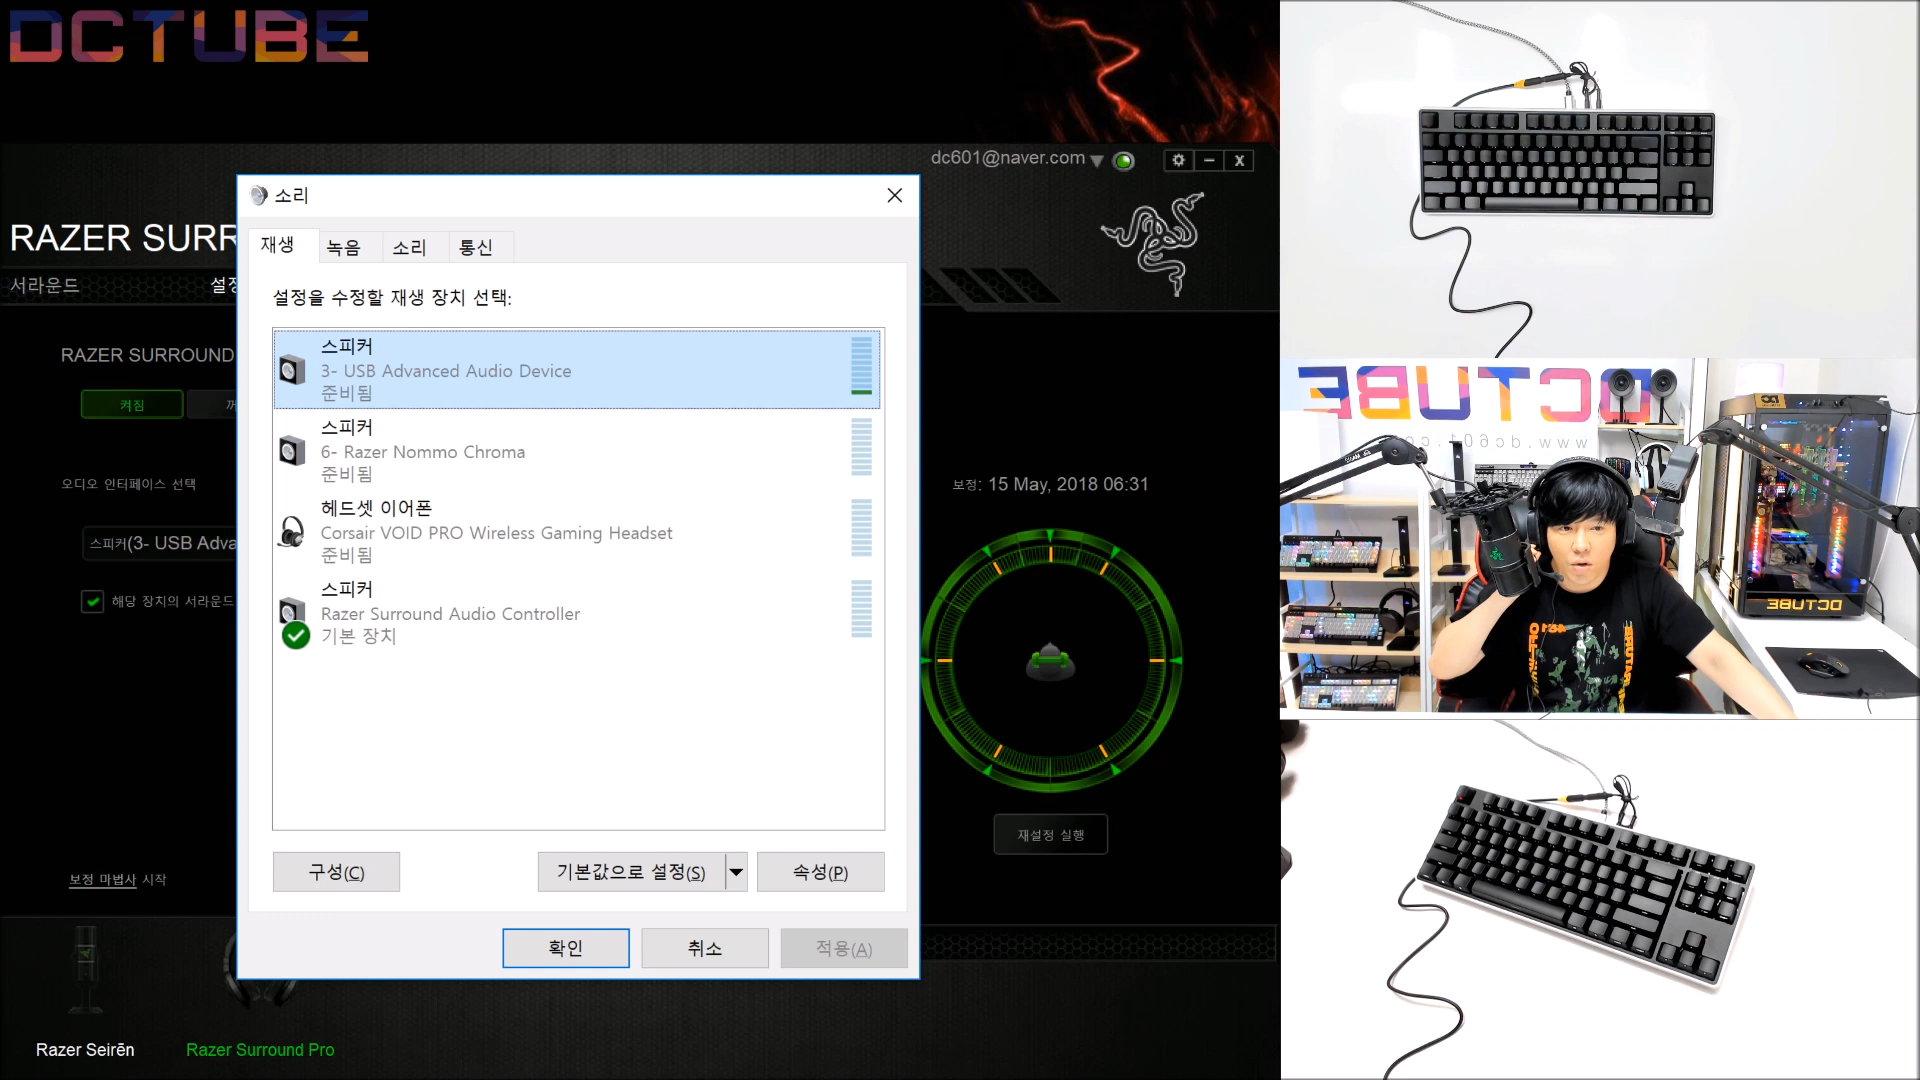 DCTUBE
dc601@naver.com
RAZER SURR
서라운드
설정
RAZER SURROUND
켜짐
꺼
오디오 인터페이스 선택
스피커(3- USB Adva
해당 장치의 서라운드
보정 마법사 시작
Razer Seirēn
Razer Surround Pro
소리
재생
녹음
소리
통신
설정을 수정할 재생 장치 선택:
스피커
3- USB Advanced Audio Device
준비됨
스피커
6- Razer Nommo Chroma
준비됨
헤드셋 이어폰
Corsair VOID PRO Wireless Gaming Headset
준비됨
스피커
Razer Surround Audio Controller
기본 장치
구성(C)
기본값으로 설정(S)
속성(P)
확인
취소
적용(A)
보정: 15 May, 2018 06:31
재설정 실행
DCTUBE
DCTUBE